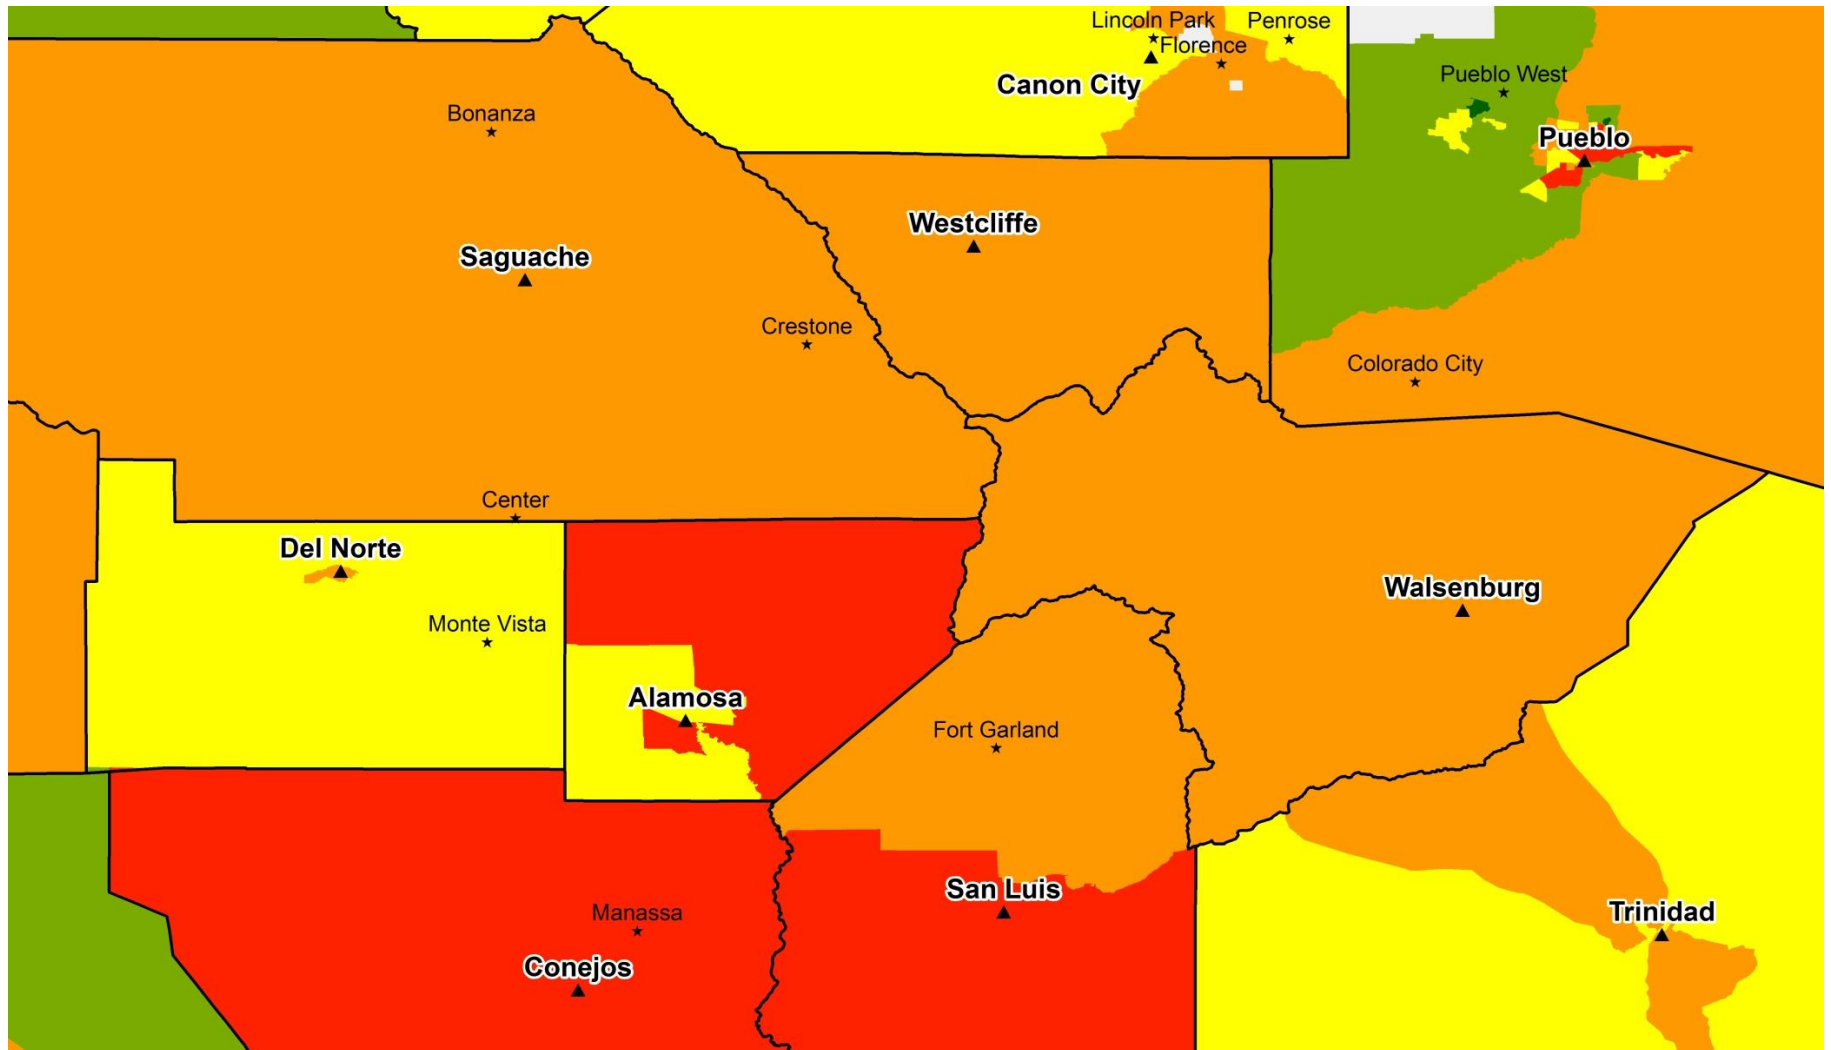 Lincoln Park
Penrose
Florence
Canon City
Pueblo West
Bonanza
Pueblo
Westcliffe
Saguache
Crestone
Colorado City
Center
Del Norte
Walsenburg
Monte Vista
Alamosa
Fort Garland
San Luis
Manassa
Trinidad
Conejos